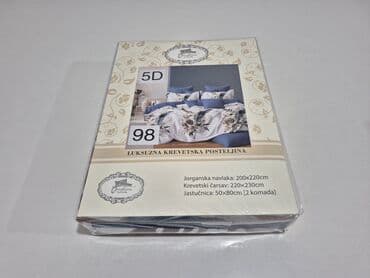 5D
98
LUKSUZNA KREVETSKA POSTELJINA
Jorganska navlaka: 200x220cm
Krevetski čaršav: 220x230cm
Jastučnica: 50x80cm [2 komada]